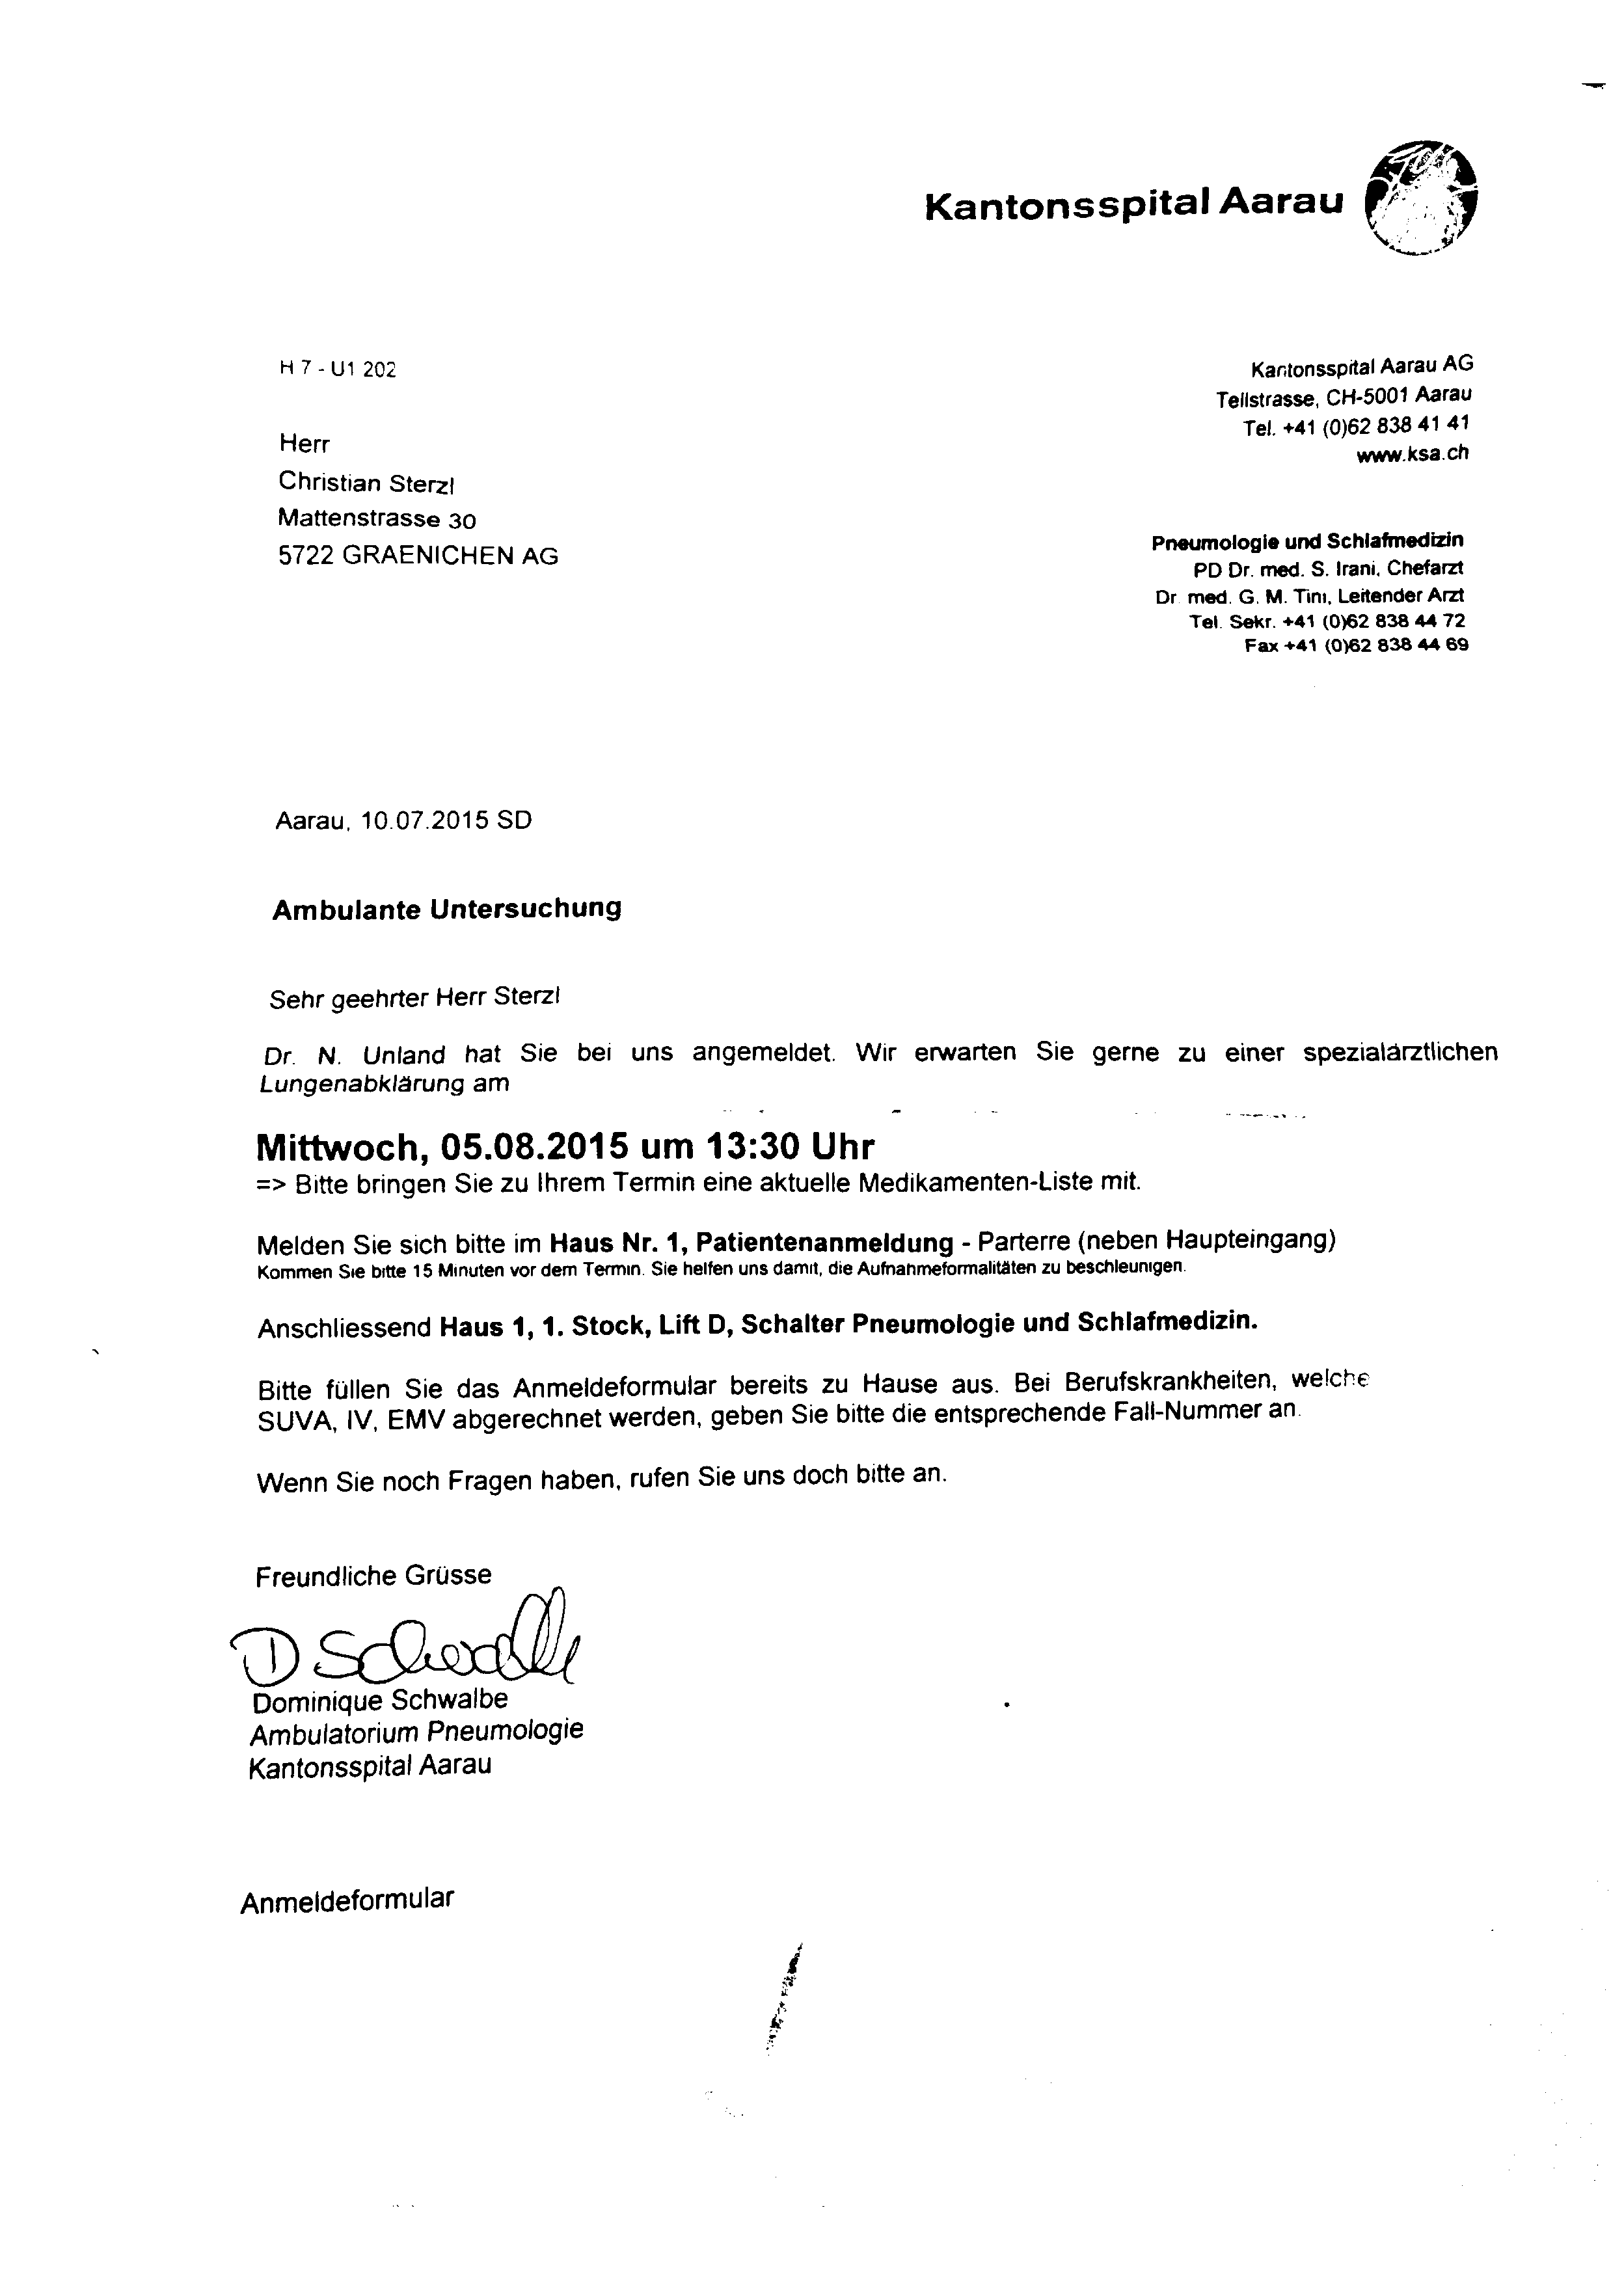 Kantonsspital Aarau
H 7 - U1 202
Kantonsspital Aarau AG
Tellstrasse, CH-5001 Aarau
Tel. +41 (0)62 838 41 41
www.ksa.ch
Herr
Christian Sterzl
Mattenstrasse 30
5722 GRAENICHEN AG
Pneumologie und Schlafmedizin
PD Dr. med. S. Irani, Chefarzt
Dr. med. G. M. Tini, Leitender Arzt
Tel. Sekr. +41 (0)62 838 44 72
Fax +41 (0)62 838 44 69
Aarau, 10.07.2015 SD
Ambulante Untersuchung
Sehr geehrter Herr Sterzl
Dr. N. Unland hat Sie bei uns angemeldet. Wir erwarten Sie gerne zu einer spezialärztlichen
Lungenabklärung am
Mittwoch, 05.08.2015 um 13:30 Uhr
=> Bitte bringen Sie zu Ihrem Termin eine aktuelle Medikamenten-Liste mit.
Melden Sie sich bitte im Haus Nr. 1, Patientenanmeldung - Parterre (neben Haupteingang)
Kommen Sie bitte 15 Minuten vor dem Termin. Sie helfen uns damit, die Aufnahmeformalitäten zu beschleunigen.
Anschliessend Haus 1, 1. Stock, Lift D, Schalter Pneumologie und Schlafmedizin.
Bitte füllen Sie das Anmeldeformular bereits zu Hause aus. Bei Berufskrankheiten, welche
SUVA, IV, EMV abgerechnet werden, geben Sie bitte die entsprechende Fall-Nummer an.
Wenn Sie noch Fragen haben, rufen Sie uns doch bitte an.
Freundliche Grüsse
D Schwalbe
Dominique Schwalbe
Ambulatorium Pneumologie
Kantonsspital Aarau
Anmeldeformular